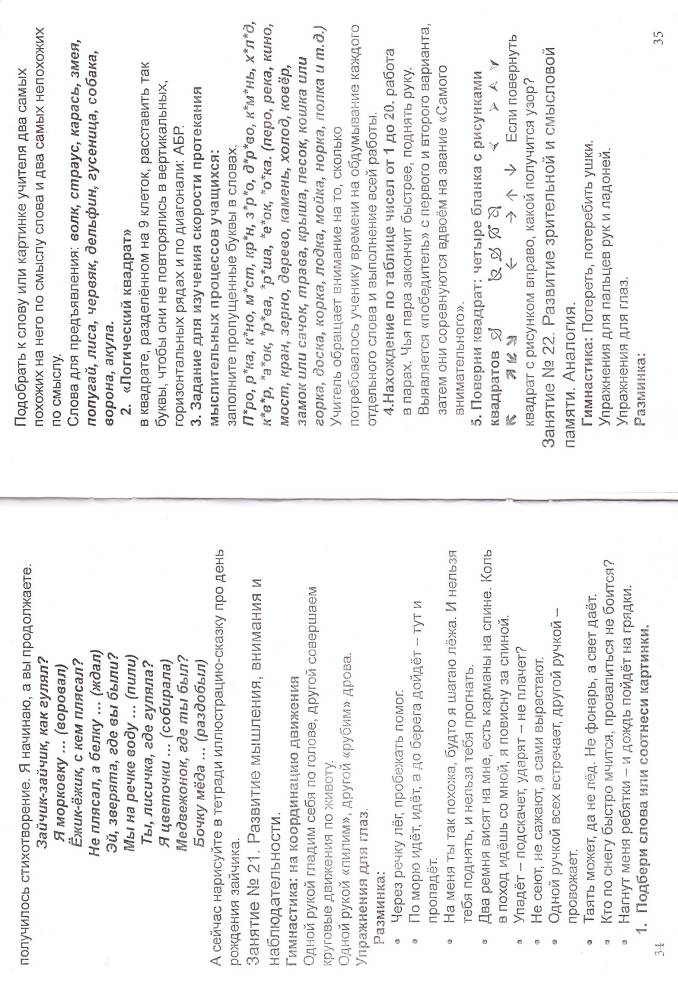 получилось стихотворение. Я начинаю, а вы продолжаете.
Зайчик-зайчик, как гулял?
Я морковку ... (воровал)
Ёжик-ёжик, с кем плясал?
Не плясал, а белку ... (ждал)
Эй, зверята, где вы были?
Мы на речке воду ... (пили)
Ты, лисичка, где гуляла?
Я цветочки ... (собирала)
Медвежонок, где ты был?
Бочку мёда ... (раздобыл)
А сейчас нарисуйте в тетради иллюстрацию-сказку про день
рождения зайчика.
Занятие № 21. Развитие мышления, внимания и
наблюдательности.
Гимнастика: на координацию движения
Одной рукой гладим себя по голове, другой совершаем
круговые движения по животу.
Одной рукой «пилим», другой «рубим» дрова.
Упражнения для глаз.
Разминка:
• Через речку лёг, пробежать помог.
• По морю идёт, идёт, а до берега дойдёт – тут и
пропадёт.
• На меня ты так похожа, будто я шагаю лёжа. И нельзя
тебя поднять, и нельзя тебя прогнать.
• Два ремня висят на мне, есть карманы на спине. Коль
в поход идёшь со мной, я повисну за спиной.
• Упадёт – подскачет, ударят – не плачет?
• Не сеют, не сажают, а сами вырастают.
• Одной ручкой всех встречает, другой ручкой –
провожает.
• Таять может, да не лёд. Не фонарь, а свет даёт.
• Кто по снегу быстро мчится, провалиться не боится?
• Нагнут меня ребятки – и дождь пойдёт на грядки.
1. Подбери слова или соотнеси картинки.
34
Подобрать к слову или картинке учителя два самых
похожих на него по смыслу слова и два самых непохожих
по смыслу.
Слова для предъявления: волк, страус, карась, змея,
попугай, лиса, червяк, дельфин, гусеница, собака,
ворона, акула.
2. «Логический квадрат»
в квадрате, разделённом на 9 клеток, расставить так
буквы, чтобы они не повторялись в вертикальных,
горизонтальных рядах и по диагонали: АБР.
3. Задание для изучения скорости протекания
мыслительных процессов учащихся:
заполните пропущенные буквы в словах.
П*ро, р*ка, к*но, м*ст, кр*н, з*р*о, д*р*во, к*м*нь, х*л*д,
к*в*р, *а*ок, *р*ва, *р*ша, *е*ок, *о*ка. (перо, река, кино,
мост, кран, зерно, дерево, камень, холод, ковёр,
замок или сачок, трава, крыша, песок, кошка или
горка, доска, корка, лодка, мойка, норка, полка и т.д.)
Учитель обращает внимание на то, сколько
потребовалось ученику времени на обдумывание каждого
отдельного слова и выполнение всей работы.
4.Нахождение по таблице чисел от 1 до 20. работа
в парах. Чья пара закончит быстрее, поднять руку.
Выявляется «победитель» с первого и второго варианта,
затем они соревнуются вдвоём на звание «Самого
внимательного».
5. Поверни квадрат: четыре бланка с рисунками
квадратов
Если повернуть
квадрат с рисунком вправо, какой получится узор?
Занятие № 22. Развитие зрительной и смысловой
памяти. Аналогия.
Гимнастика: Потереть, потеребить ушки.
Упражнения для пальцев рук и ладоней.
Упражнения для глаз.
Разминка:
35